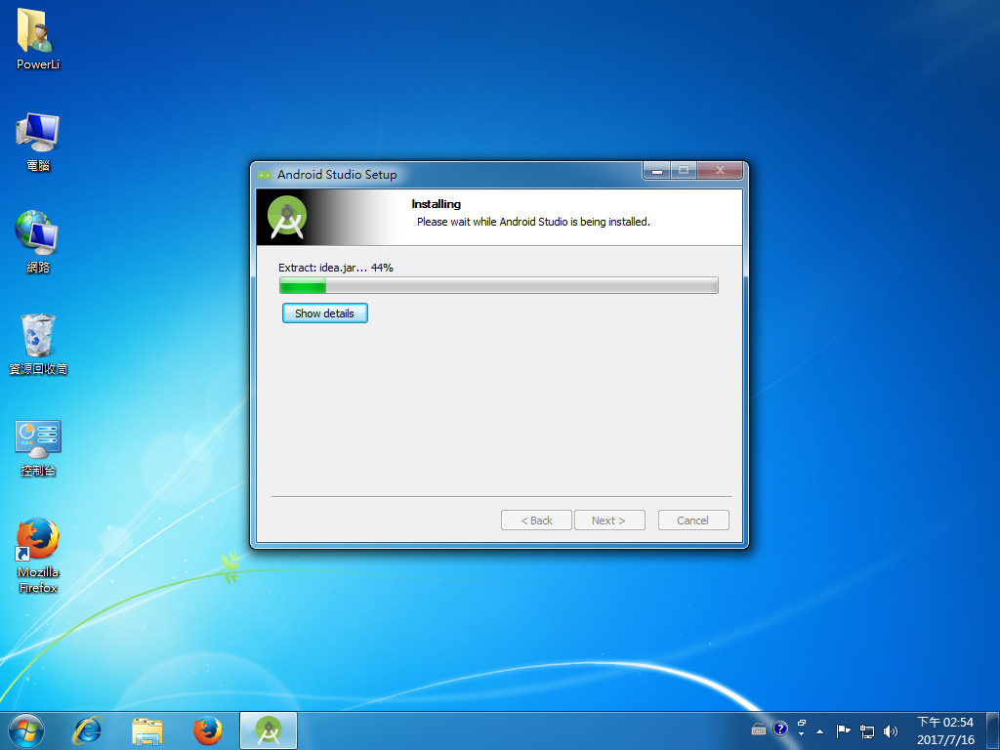 PowerLi
電腦
網路
資源回收筒
控制台
Mozilla
Firefox
Android Studio Setup
Installing
Please wait while Android Studio is being installed.
Extract: idea.jar... 44%
Show details
< Back
Next >
Cancel
下午 02:54
2017/7/16